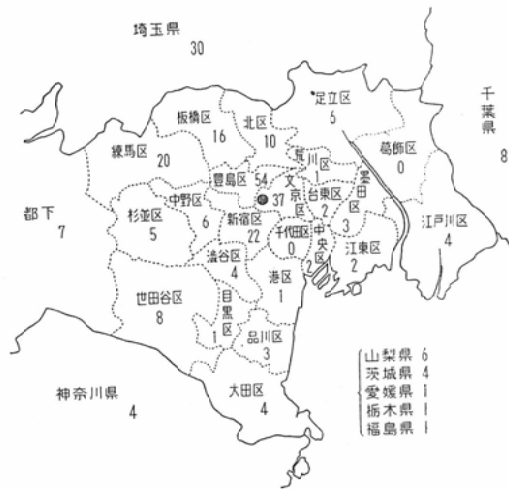 埼玉県
30
千葉県
8
足立区
5
板橋区
16
北区
10
葛飾区
0
練馬区
20
荒川区
1
豊島区
54
文京区
37
台東区
2
墨田区
3
中野区
6
都下
7
杉並区
5
新宿区
22
千代田区
0
中央区
2
江東区
2
江戸川区
4
渋谷区
4
港区
1
世田谷区
8
目黒区
1
品川区
3
神奈川県
4
大田区
4
山梨県 6
茨城県 4
愛媛県 1
栃木県 1
福島県 1